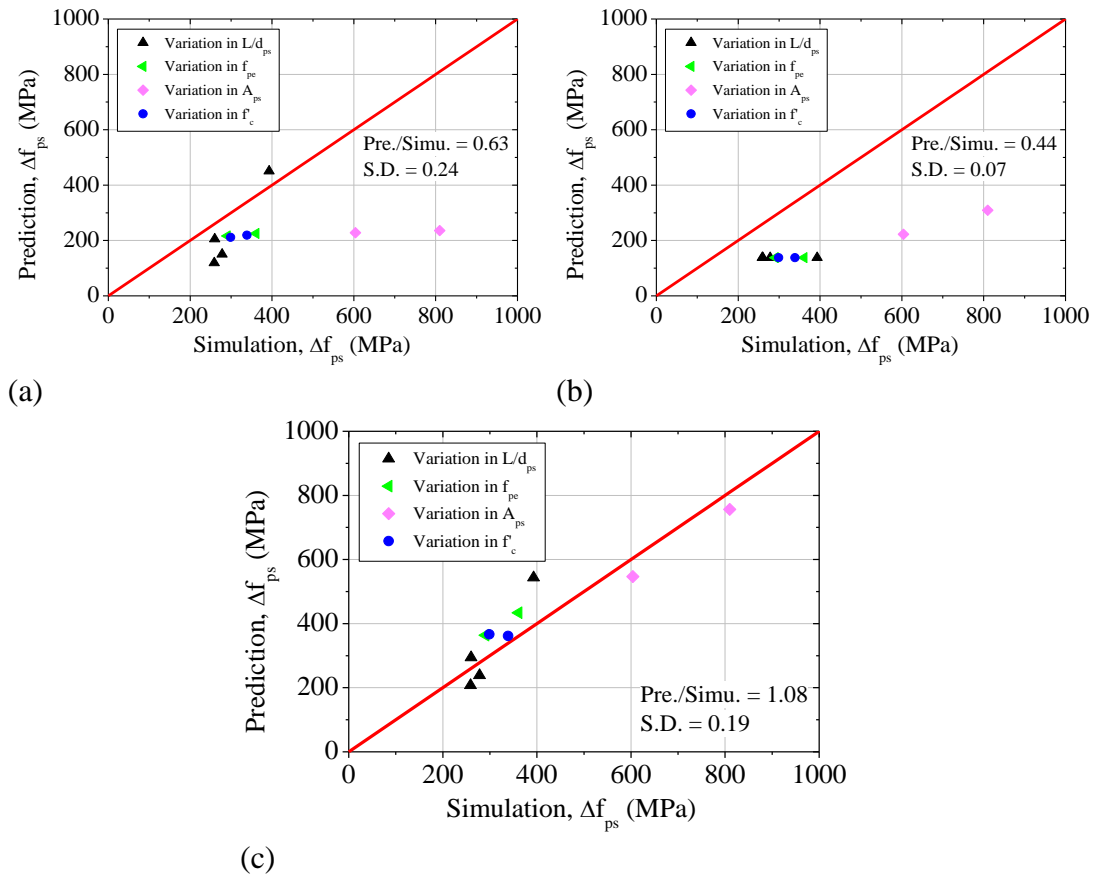 1000
800
600
400
200
0
Prediction, Δf_ps (MPa)
Variation in L/d_ps
Variation in f_pe
Variation in A_ps
Variation in f'_c
Pre./Simu. = 0.63
S.D. = 0.24
0 200 400 600 800 1000
Simulation, Δf_ps (MPa)
(a)
1000
800
600
400
200
0
Prediction, Δf_ps (MPa)
Variation in L/d_ps
Variation in f_pe
Variation in A_ps
Variation in f'_c
Pre./Simu. = 0.44
S.D. = 0.07
0 200 400 600 800 1000
Simulation, Δf_ps (MPa)
(b)
1000
800
600
400
200
0
Prediction, Δf_ps (MPa)
Variation in L/d_ps
Variation in f_pe
Variation in A_ps
Variation in f'_c
Pre./Simu. = 1.08
S.D. = 0.19
0 200 400 600 800 1000
Simulation, Δf_ps (MPa)
(c)